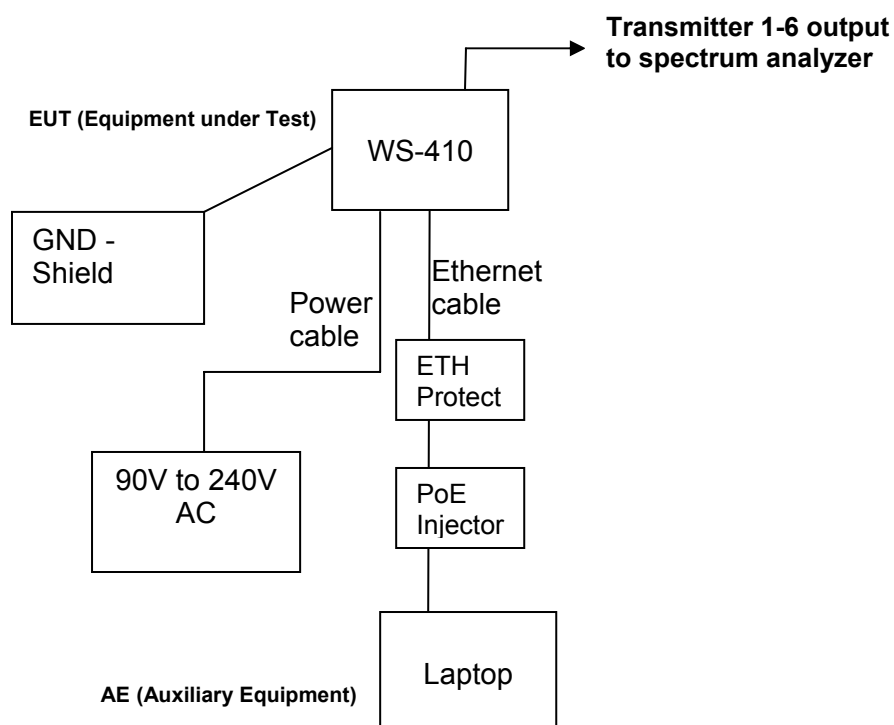 Transmitter 1-6 output
to spectrum analyzer
EUT (Equipment under Test)
WS-410
GND -
Shield
Ethernet
cable
Power
cable
ETH
Protect
90V to 240V
AC
PoE
Injector
Laptop
AE (Auxiliary Equipment)